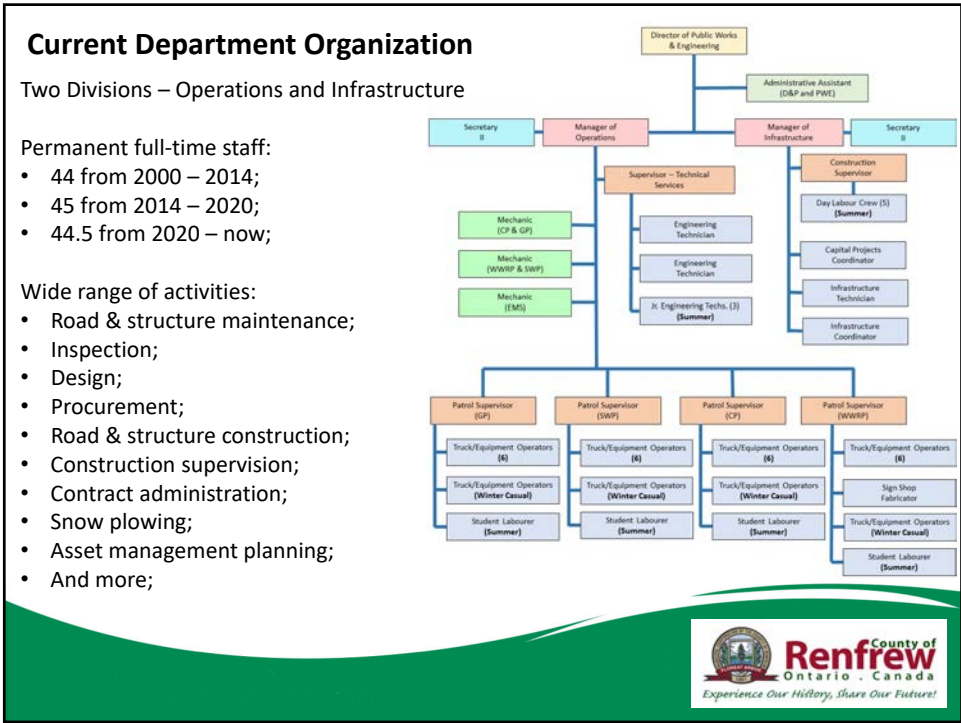 Current Department Organization
Two Divisions – Operations and Infrastructure
Permanent full-time staff:
• 44 from 2000 – 2014;
• 45 from 2014 – 2020;
• 44.5 from 2020 – now;
Wide range of activities:
• Road & structure maintenance;
• Inspection;
• Design;
• Procurement;
• Road & structure construction;
• Construction supervision;
• Contract administration;
• Snow plowing;
• Asset management planning;
• And more;
Director of Public Works
& Engineering
Administrative Assistant
(D&P and PWE)
Secretary
II
Manager of
Operations
Manager of
Infrastructure
Secretary
II
Supervisor – Technical
Services
Construction
Supervisor
Day Labour Crew (5)
(Summer)
Mechanic
(CP & GP)
Engineering
Technician
Capital Projects
Coordinator
Mechanic
(WWRP & SWP)
Engineering
Technician
Infrastructure
Technician
Mechanic
(EMS)
Jr. Engineering Techs. (3)
(Summer)
Infrastructure
Coordinator
Patrol Supervisor
(GP)
Patrol Supervisor
(SWP)
Patrol Supervisor
(CP)
Patrol Supervisor
(WWRP)
Truck/Equipment Operators
(6)
Truck/Equipment Operators
(6)
Truck/Equipment Operators
(6)
Truck/Equipment Operators
(6)
Truck/Equipment Operators
(Winter Casual)
Truck/Equipment Operators
(Winter Casual)
Truck/Equipment Operators
(Winter Casual)
Sign Shop
Fabricator
Student Labourer
(Summer)
Student Labourer
(Summer)
Student Labourer
(Summer)
Truck/Equipment Operators
(Winter Casual)
Student Labourer
(Summer)
County of
Renfrew
Ontario . Canada
Experience Our History, Share Our Future!